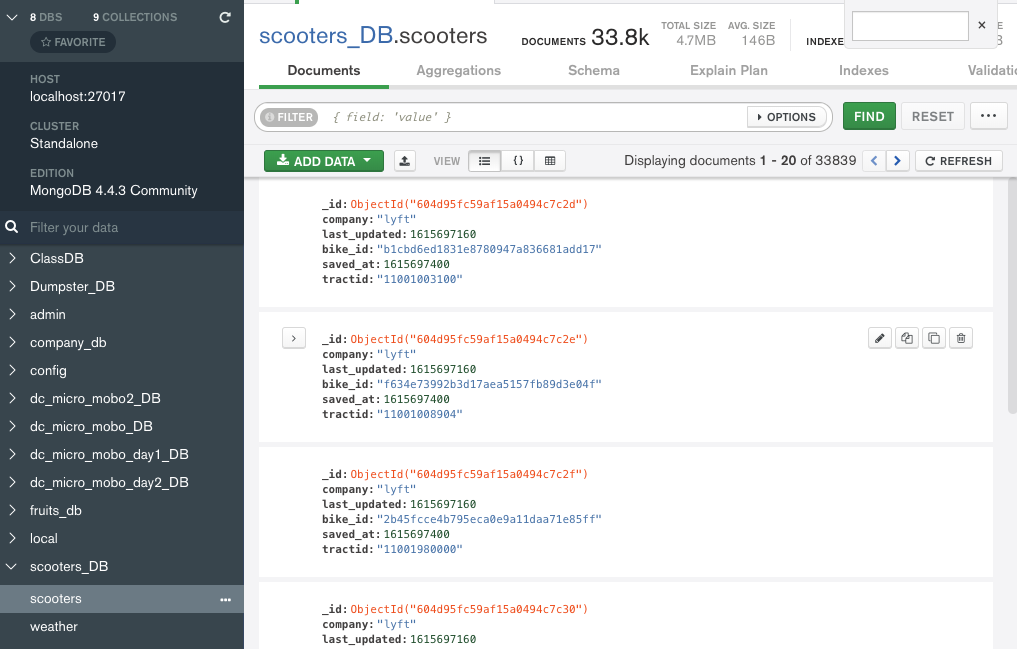 8 DBS 9 COLLECTIONS
FAVORITE
HOST
localhost:27017
CLUSTER
Standalone
EDITION
MongoDB 4.4.3 Community
Filter your data
ClassDB
Dumpster_DB
admin
company_db
config
dc_micro_mobo2_DB
dc_micro_mobo_DB
dc_micro_mobo_day1_DB
dc_micro_mobo_day2_DB
fruits_db
local
scooters_DB
scooters
weather
scooters_DB.scooters
DOCUMENTS 33.8k
TOTAL SIZE
4.7MB
AVG. SIZE
146B
INDEXE
Documents Aggregations Schema Explain Plan Indexes Validati
FILTER { field: 'value' } OPTIONS FIND RESET
ADD DATA VIEW {} Displaying documents 1 - 20 of 33839 REFRESH
_id: ObjectId("604d95fc59af15a0494c7c2d")
company: "lyft"
last_updated: 1615697160
bike_id: "b1cbd6ed1831e8780947a836681add17"
saved_at: 1615697400
tractid: "11001003100"
_id: ObjectId("604d95fc59af15a0494c7c2e")
company: "lyft"
last_updated: 1615697160
bike_id: "f634e73992b3d17aea5157fb89d3e04f"
saved_at: 1615697400
tractid: "11001008904"
_id: ObjectId("604d95fc59af15a0494c7c2f")
company: "lyft"
last_updated: 1615697160
bike_id: "2b45fcce4b795eca0e9a11daa71e85ff"
saved_at: 1615697400
tractid: "11001980000"
_id: ObjectId("604d95fc59af15a0494c7c30")
company: "lyft"
last_updated: 1615697160